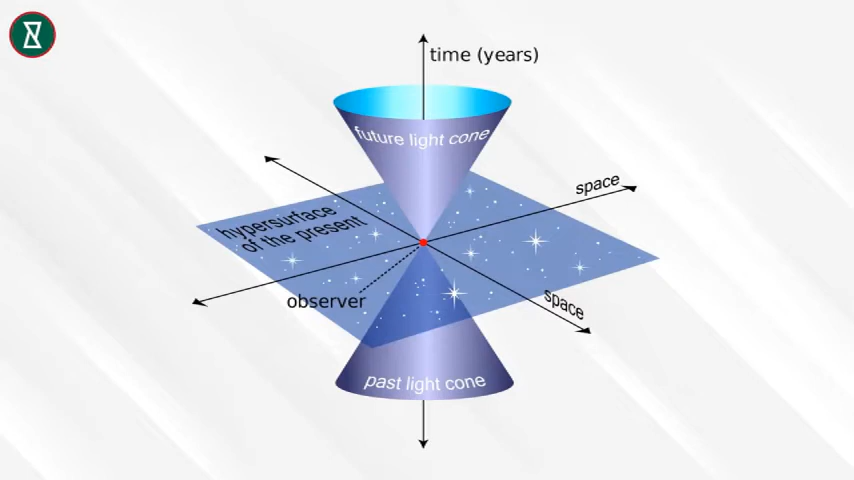 time (years)
future light cone
space
hypersurface
of the present
observer
space
past light cone